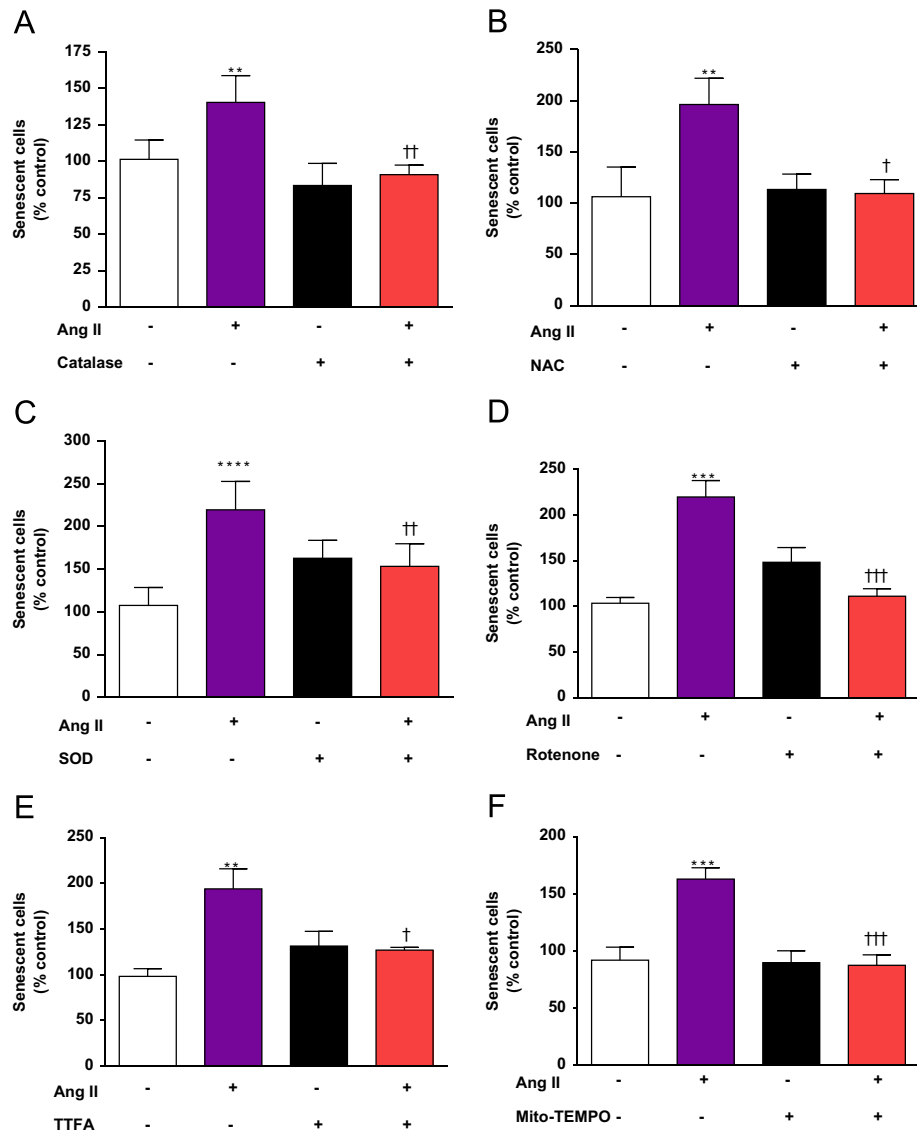 A
Senescent cells
(% control)
175
150
125
100
75
50
25
0
**
††
Ang II - + - +
Catalase - - + +
B
Senescent cells
(% control)
250
200
150
100
50
0
**
†
Ang II - + - +
NAC - - + +
C
Senescent cells
(% control)
300
250
200
150
100
50
0
****
††
Ang II - + - +
SOD - - + +
D
Senescent cells
(% control)
250
200
150
100
50
0
***
†††
Ang II - + - +
Rotenone - - + +
E
Senescent cells
(% control)
250
200
150
100
50
0
**
†
Ang II - + - +
TTFA - - + +
F
Senescent cells
(% control)
200
150
100
50
0
***
†††
Ang II - + - +
Mito-TEMPO - - + +